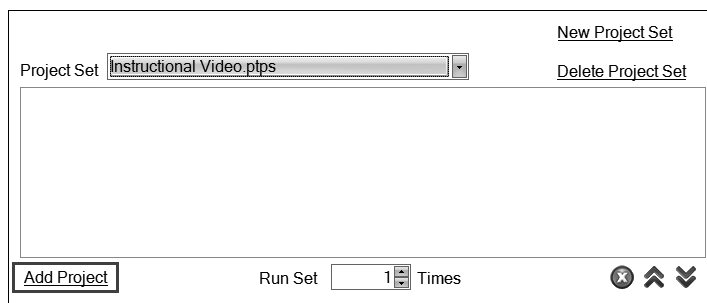 New Project Set
Project Set Instructional Video.ptps
Delete Project Set
Add Project Run Set 1 Times